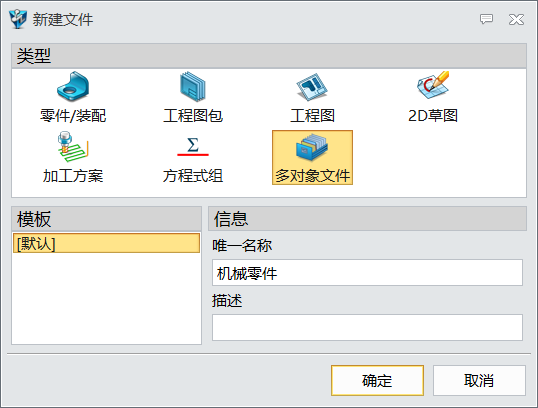 新建文件
类型
零件/装配
工程图包
工程图
2D草图
加工方案
方程式组
多对象文件
模板
[默认]
信息
唯一名称
机械零件
描述
确定
取消